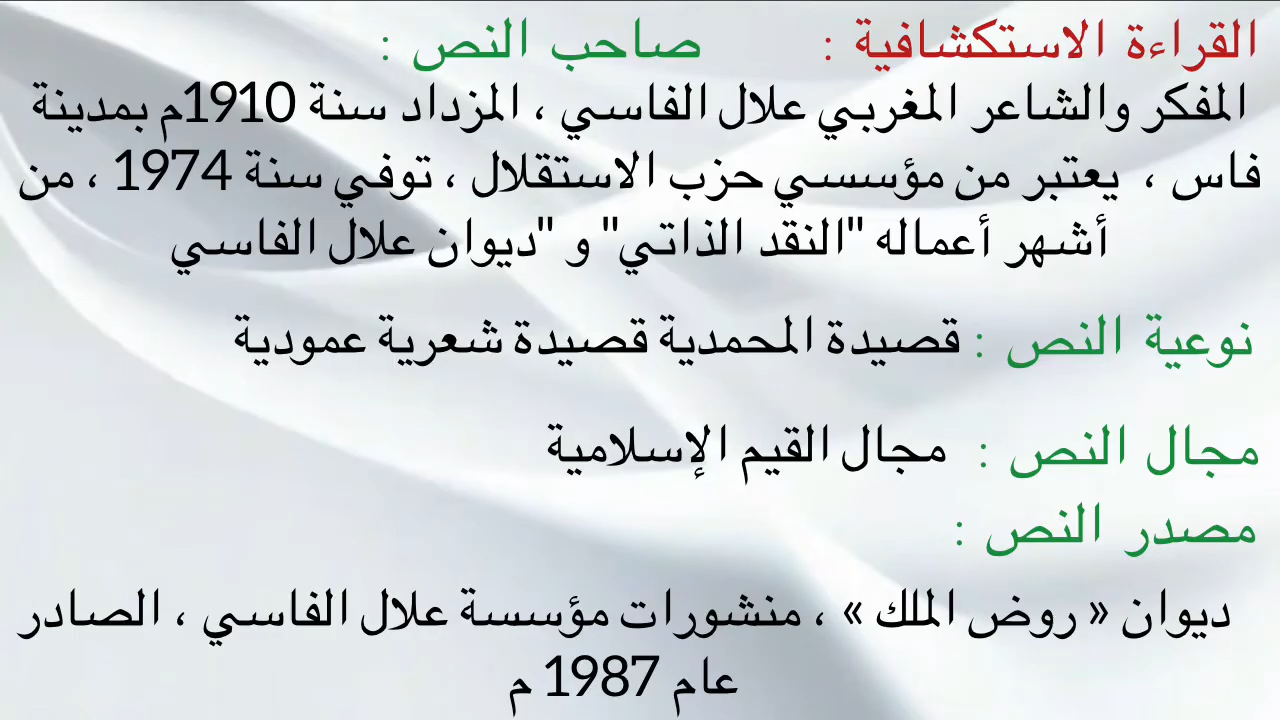 القراءة الاستكشافية : صاحب النص :
المفكر والشاعر المغربي علال الفاسي ، المزداد سنة 1910م بمدينة
فاس ، يعتبر من مؤسسي حزب الاستقلال ، توفي سنة 1974 ، من
أشهر أعماله "النقد الذاتي" و "ديوان علال الفاسي
نوعية النص : قصيدة المحمدية قصيدة شعرية عمودية
مجال النص : مجال القيم الإسلامية
مصدر النص :
ديوان « روض الملك » ، منشورات مؤسسة علال الفاسي ، الصادر
عام 1987 م